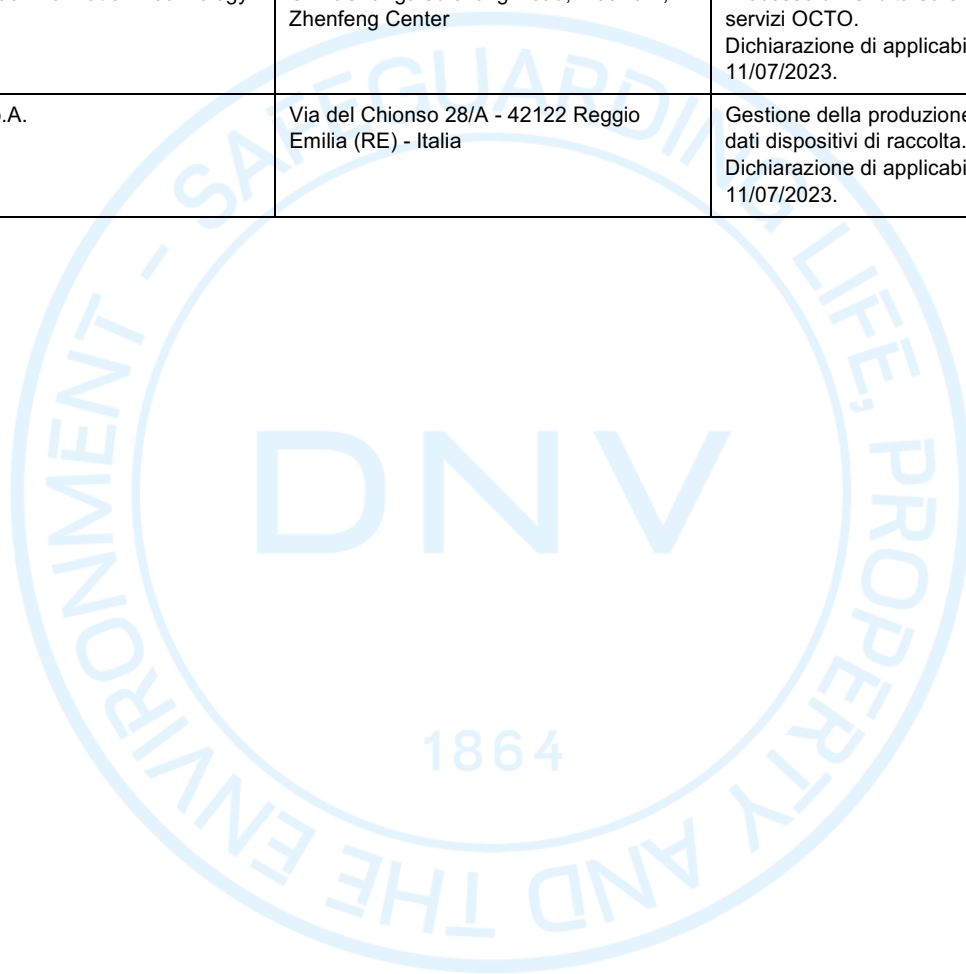 Zhenfeng Center
servizi OCTO.
Dichiarazione di applicabi
11/07/2023.
.A.
Via del Chionso 28/A - 42122 Reggio
Emilia (RE) - Italia
Gestione della produzione
dati dispositivi di raccolta.
Dichiarazione di applicabi
11/07/2023.
SAFEGUARDING LIFE, PROPERTY AND THE ENVIRONMENT -
DNV
1864